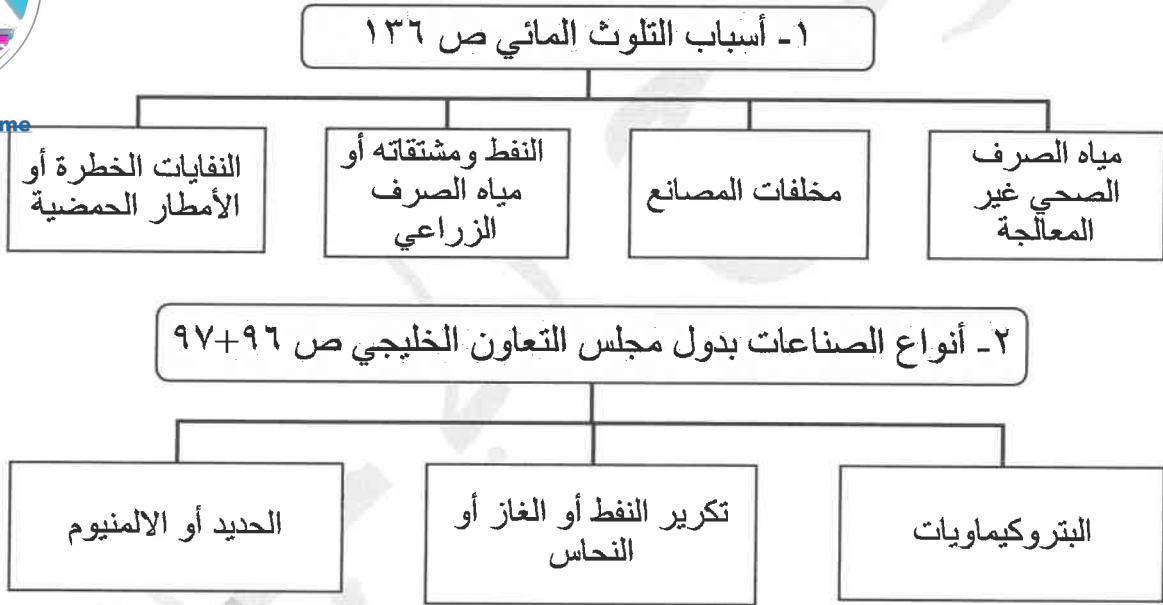 me
١- أسباب التلوث المائي ص ١٣٦
مياه الصرف
الصحي غير
المعالجة
مخلفات المصانع
النفط ومشتقاته أو
مياه الصرف
الزراعي
النفايات الخطرة أو
الأمطار الحمضية
٢- أنواع الصناعات بدول مجلس التعاون الخليجي ص ٩٦+٩٧
البتروكيماويات
تكرير النفط أو الغاز أو
النحاس
الحديد أو الالمنيوم